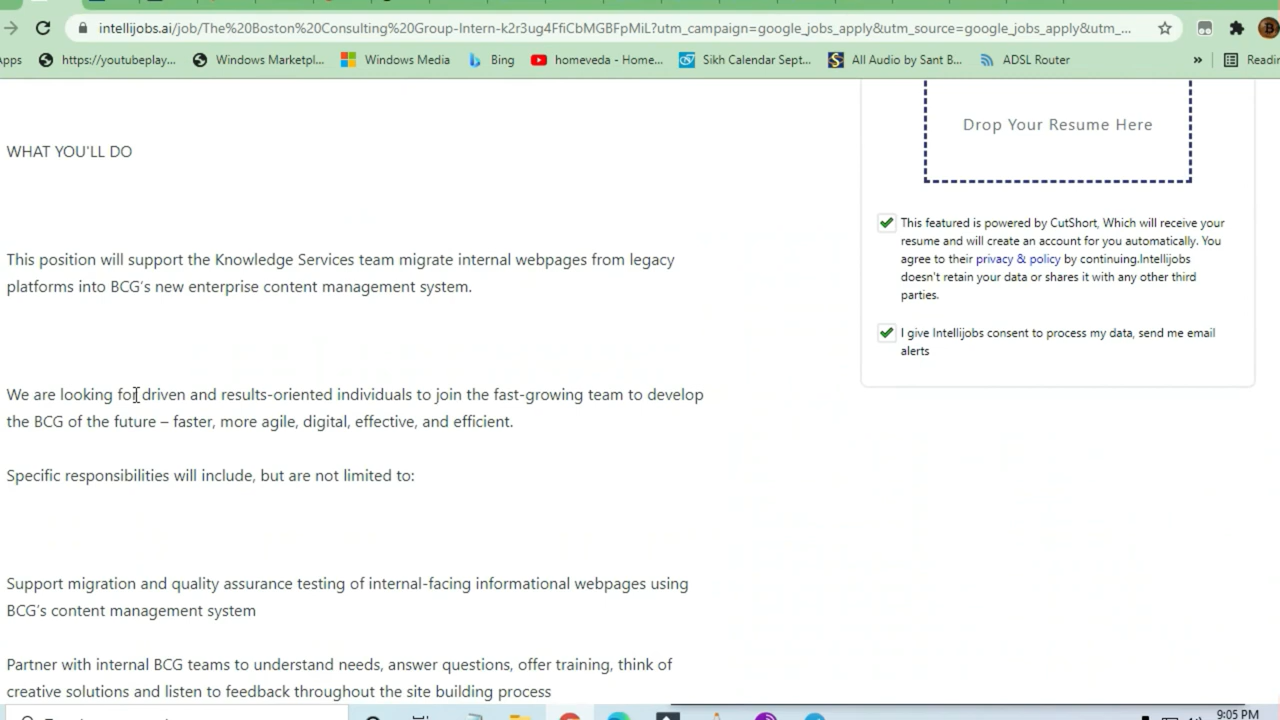 intellijobs.ai/job/The%20Boston%20Consulting%20Group-Intern-k2r3ug4FfiCbMGBFpMiL?utm_campaign=google_jobs_apply&utm_source=google_jobs_apply&utm_...
Apps https://youtubeplay... Windows Marketpl... Windows Media Bing homeveda - Home... Sikh Calendar Sept... All Audio by Sant B... ADSL Router »
Drop Your Resume Here
WHAT YOU'LL DO
This featured is powered by CutShort, Which will receive your
resume and will create an account for you automatically. You
agree to their privacy & policy by continuing.Intellijobs
doesn't retain your data or shares it with any other third
parties.
I give Intellijobs consent to process my data, send me email
alerts
This position will support the Knowledge Services team migrate internal webpages from legacy
platforms into BCG's new enterprise content management system.
We are looking for driven and results-oriented individuals to join the fast-growing team to develop
the BCG of the future – faster, more agile, digital, effective, and efficient.
Specific responsibilities will include, but are not limited to:
Support migration and quality assurance testing of internal-facing informational webpages using
BCG's content management system
Partner with internal BCG teams to understand needs, answer questions, offer training, think of
creative solutions and listen to feedback throughout the site building process
9:05 PM